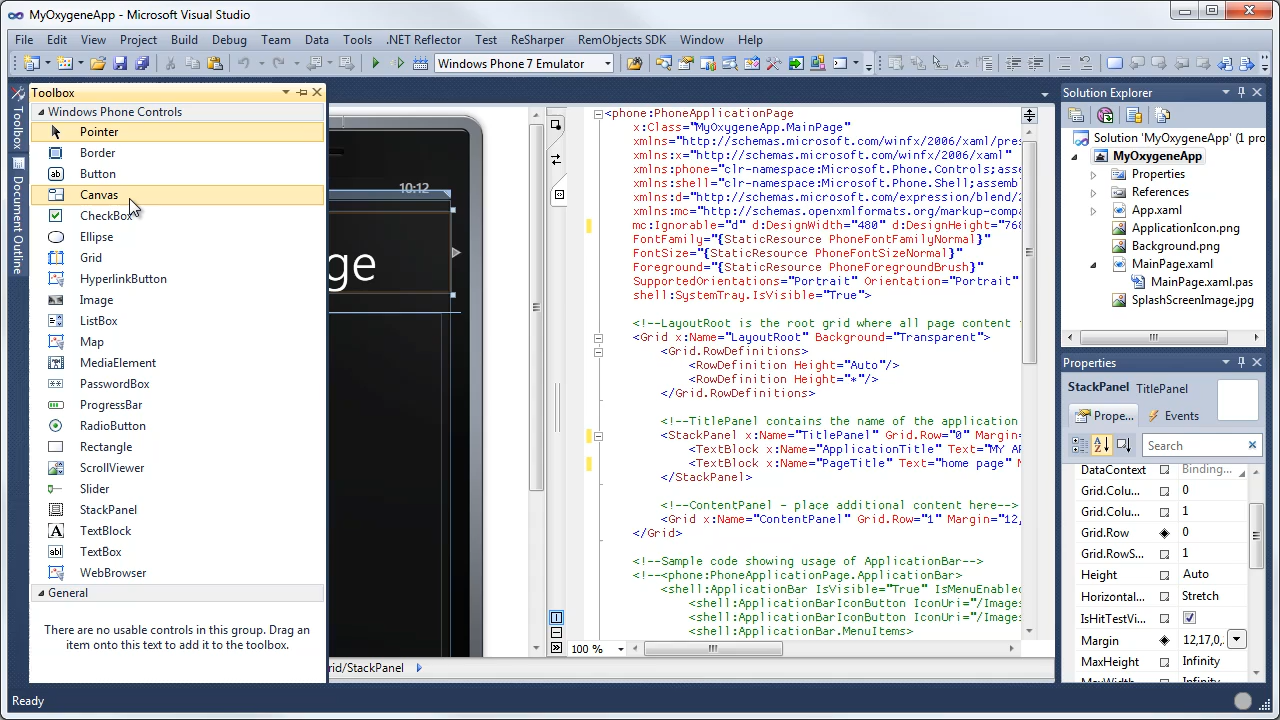 MyOxygeneApp - Microsoft Visual Studio
File Edit View Project Build Debug Team Data Tools .NET Reflector Test ReSharper RemObjects SDK Window Help
Windows Phone 7 Emulator
Toolbox
Document Outline
Toolbox
Windows Phone Controls
Pointer
Border
Button
Canvas
CheckBox
Ellipse
Grid
HyperlinkButton
Image
ListBox
Map
MediaElement
PasswordBox
ProgressBar
RadioButton
Rectangle
ScrollViewer
Slider
StackPanel
TextBlock
TextBox
WebBrowser
General
There are no usable controls in this group. Drag an
item onto this text to add it to the toolbox.
10:12
ge
rid/StackPanel
<phone:PhoneApplicationPage
x:Class="MyOxygeneApp.MainPage"
xmlns="http://schemas.microsoft.com/winfx/2006/xaml/pres
xmlns:x="http://schemas.microsoft.com/winfx/2006/xaml"
xmlns:phone="clr-namespace:Microsoft.Phone.Controls;asse
xmlns:shell="clr-namespace:Microsoft.Phone.Shell;assembl
xmlns:d="http://schemas.microsoft.com/expression/blend/2
xmlns:mc="http://schemas.openxmlformats.org/markup-compa
mc:Ignorable="d" d:DesignWidth="480" d:DesignHeight="768
FontFamily="{StaticResource PhoneFontFamilyNormal}"
FontSize="{StaticResource PhoneFontSizeNormal}"
Foreground="{StaticResource PhoneForegroundBrush}"
SupportedOrientations="Portrait" Orientation="Portrait"
shell:SystemTray.IsVisible="True">
<!--LayoutRoot is the root grid where all page content
<Grid x:Name="LayoutRoot" Background="Transparent">
<Grid.RowDefinitions>
<RowDefinition Height="Auto"/>
<RowDefinition Height="*"/>
</Grid.RowDefinitions>
<!--TitlePanel contains the name of the application
<StackPanel x:Name="TitlePanel" Grid.Row="0" Margin=
<TextBlock x:Name="ApplicationTitle" Text="MY AP
<TextBlock x:Name="PageTitle" Text="home page" M
</StackPanel>
<!--ContentPanel - place additional content here-->
<Grid x:Name="ContentPanel" Grid.Row="1" Margin="12,
</Grid>
<!--Sample code showing usage of ApplicationBar-->
<!--<phone:PhoneApplicationPage.ApplicationBar>
<shell:ApplicationBar IsVisible="True" IsMenuEnabled
<shell:ApplicationBarIconButton IconUri="/Images
<shell:ApplicationBarIconButton IconUri="/Images
<shell:ApplicationBar.MenuItems>
100 %
Solution Explorer
Solution 'MyOxygeneApp' (1 pro
MyOxygeneApp
Properties
References
App.xaml
ApplicationIcon.png
Background.png
MainPage.xaml
MainPage.xaml.pas
SplashScreenImage.jpg
Properties
StackPanel TitlePanel
Prope... Events
Search
DataContext Binding...
Grid.Colu... 0
Grid.Colu... 1
Grid.Row 0
Grid.RowS... 1
Height Auto
Horizontal... Stretch
IsHitTestVi...
Margin 12,17,0,
MaxHeight Infinity
MaxWidth Infinity
Ready